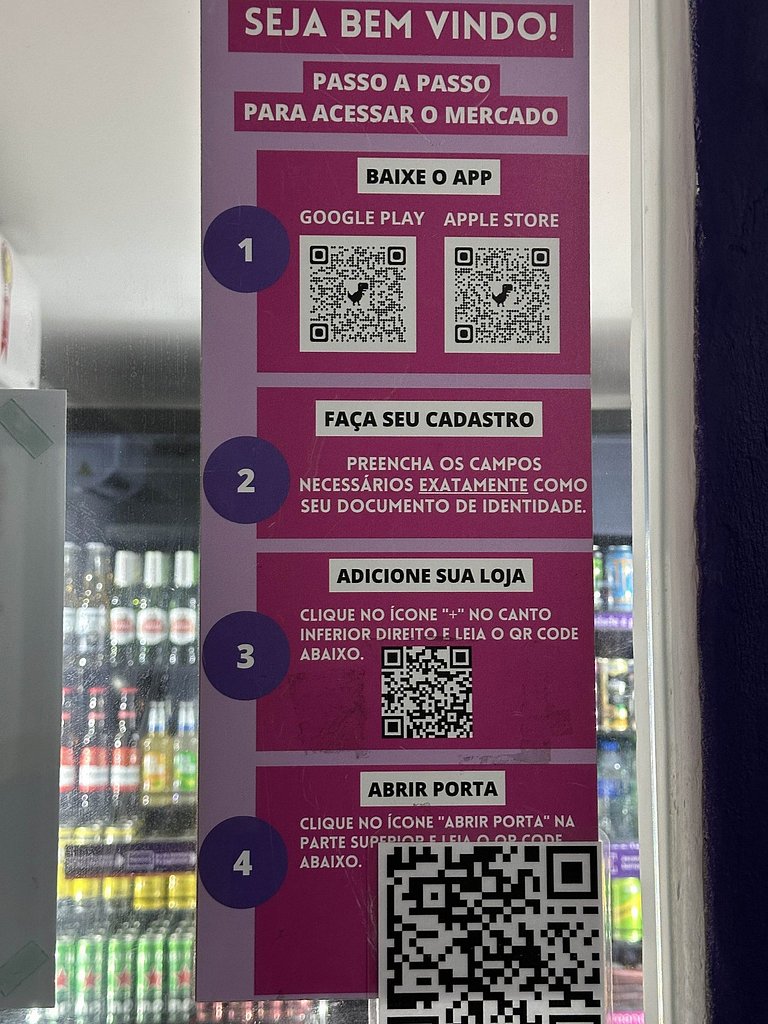 SEJA BEM VINDO!
PASSO A PASSO
PARA ACESSAR O MERCADO
BAIXE O APP
GOOGLE PLAY APPLE STORE
1
FAÇA SEU CADASTRO
2
PREENCHA OS CAMPOS
NECESSÁRIOS EXATAMENTE COMO
SEU DOCUMENTO DE IDENTIDADE.
ADICIONE SUA LOJA
3
CLIQUE NO ÍCONE "+" NO CANTO
INFERIOR DIREITO E LEIA O QR CODE
ABAIXO.
ABRIR PORTA
4
CLIQUE NO ÍCONE "ABRIR PORTA" NA
PARTE SUPERIOR E LEIA O QR CODE
ABAIXO.